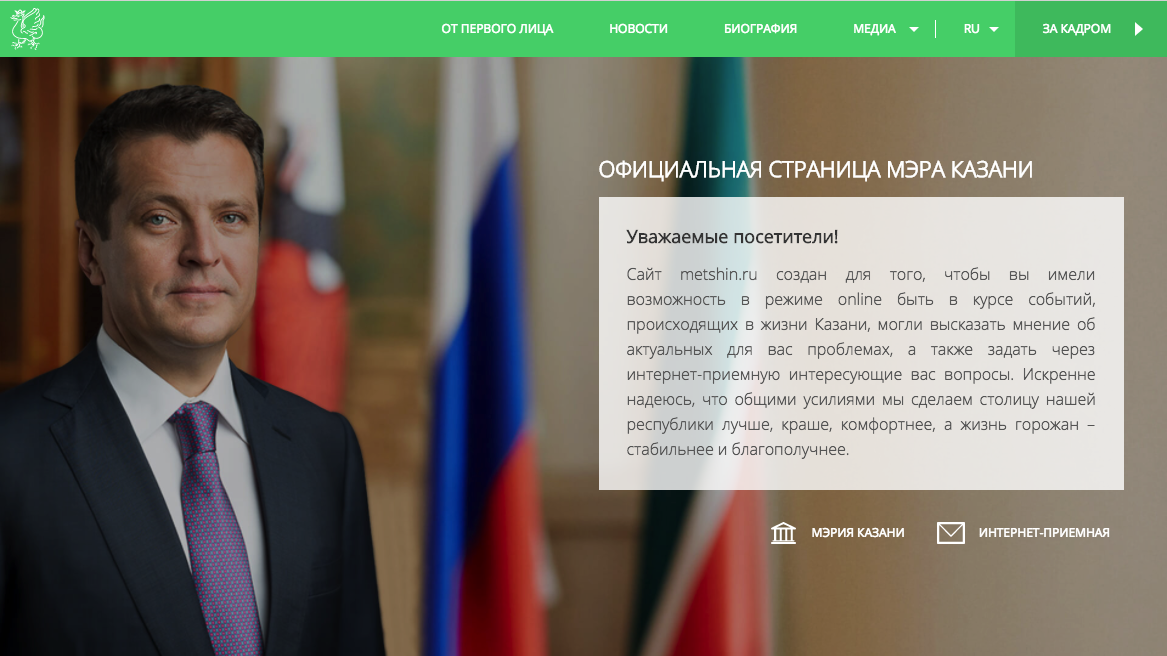 ОТ ПЕРВОГО ЛИЦА НОВОСТИ БИОГРАФИЯ МЕДИА RU ЗА КАДРОМ
ОФИЦИАЛЬНАЯ СТРАНИЦА МЭРА КАЗАНИ
Уважаемые посетители!
Сайт metshin.ru создан для того, чтобы вы имели
возможность в режиме online быть в курсе событий,
происходящих в жизни Казани, могли высказать мнение об
актуальных для вас проблемах, а также задать через
интернет-приемную интересующие вас вопросы. Искренне
надеюсь, что общими усилиями мы сделаем столицу нашей
республики лучше, краше, комфортнее, а жизнь горожан –
стабильнее и благополучнее.
МЭРИЯ КАЗАНИ ИНТЕРНЕТ-ПРИЕМНАЯ